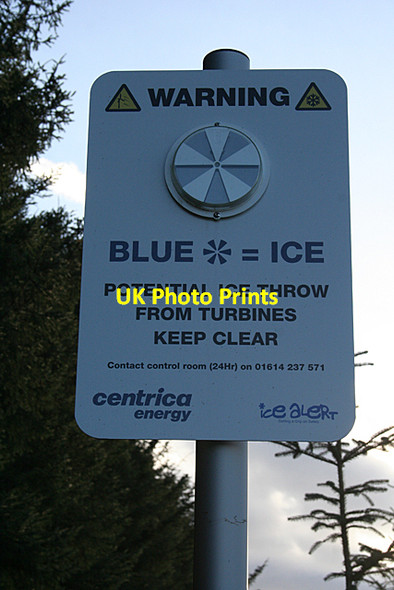 WARNING
BLUE * = ICE
POTENTIAL ICE THROW
UK Photo Prints
FROM TURBINES
KEEP CLEAR
Contact control room (24Hr) on 01614 237 571
centrica
energy
ice aLeRT